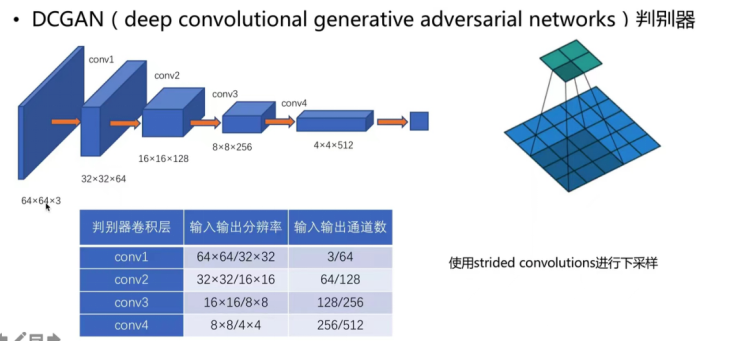 • DCGAN（deep convolutional generative adversarial networks）判别器
conv1
conv2
conv3
conv4
64×64×3
32×32×64
16×16×128
8×8×256
4×4×512
判别器卷积层 输入输出分辨率 输入输出通道数
conv1 64×64/32×32 3/64
conv2 32×32/16×16 64/128
conv3 16×16/8×8 128/256
conv4 8×8/4×4 256/512
使用strided convolutions进行下采样